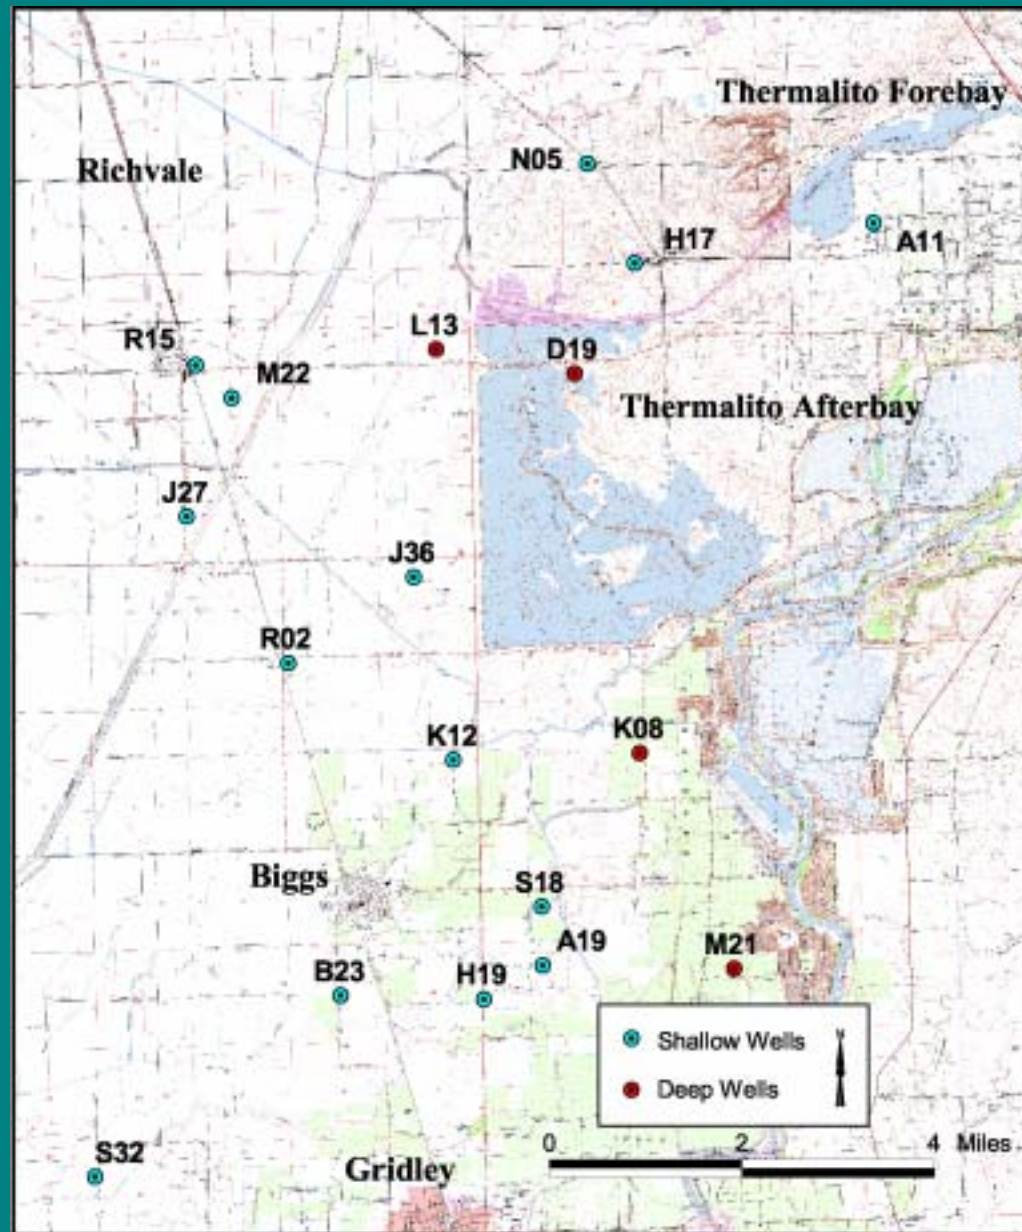 Thermalito Forebay
N05
Richvale
H17
A11
L13
R15
D19
M22
Thermalito Afterbay
J27
J36
R02
K12
K08
Biggs
S18
A19
M21
B23
H19
Shallow Wells
Deep Wells
0 2 4 Miles
S32
Gridley